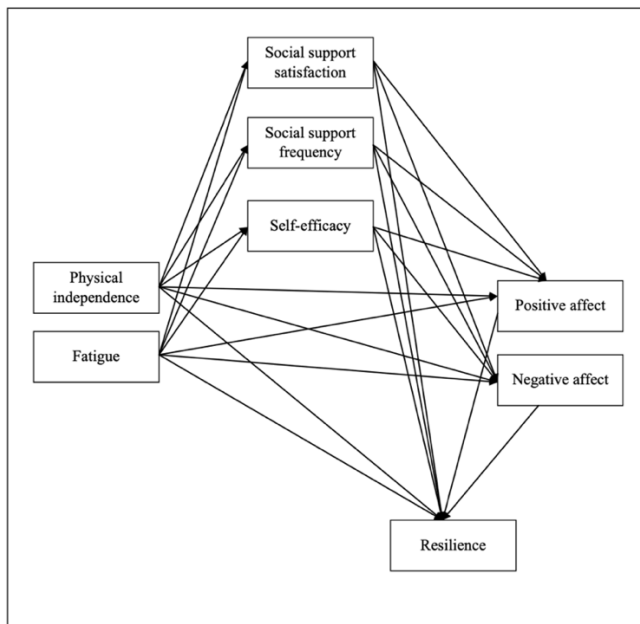 Social support
satisfaction
Social support
frequency
Self-efficacy
Physical
independence
Fatigue
Positive affect
Negative affect
Resilience